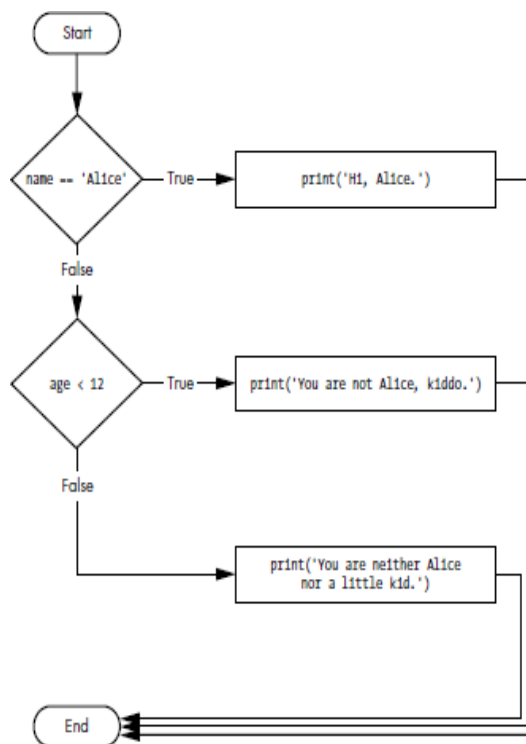 Start
name == 'Alice'
True
print('Hi, Alice.')
False
age < 12
True
print('You are not Alice, kiddo.')
False
print('You are neither Alice
nor a little kid.')
End